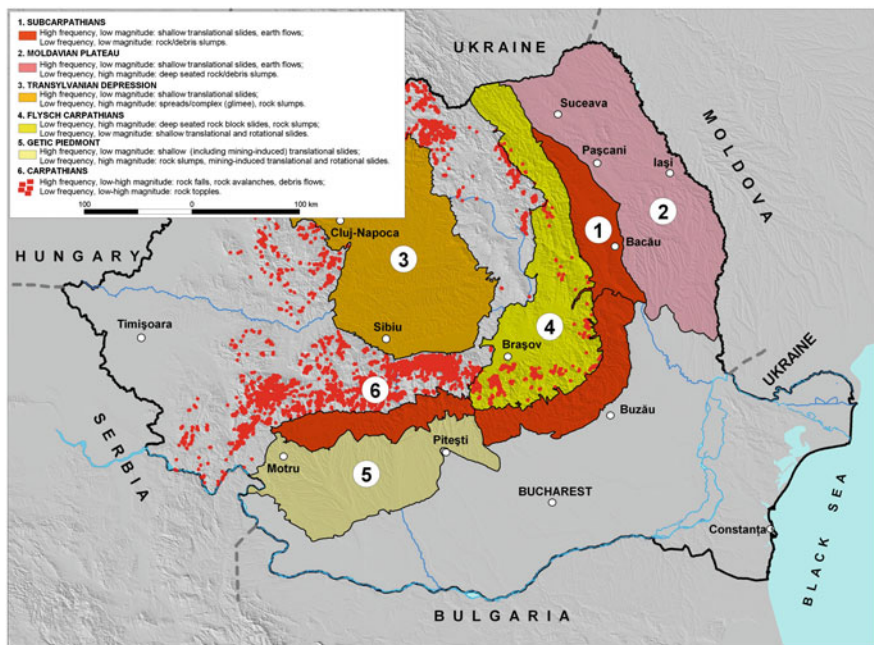 1. SUBCARPATHIANS
High frequency, low magnitude: shallow translational slides, earth flows;
Low frequency, low magnitude: rock/debris slumps.
2. MOLDAVIAN PLATEAU
High frequency, low magnitude: shallow translational slides, earth flows;
Low frequency, high magnitude: deep seated rock/debris slumps.
3. TRANSYLVANIAN DEPRESSION
High frequency, low magnitude: shallow translational slides;
Low frequency, high magnitude: spreads/complex (glimee), rock slumps.
4. FLYSCH CARPATHIANS
Low frequency, high magnitude: deep seated rock block slides, rock slumps;
Low frequency, low magnitude: shallow translational and rotational slides.
5. GETIC PIEDMONT
High frequency, low magnitude: shallow (including mining-induced) translational slides;
Low frequency, high magnitude: rock slumps, mining-induced translational and rotational slides.
6. CARPATHIANS
High frequency, low-high magnitude: rock falls, rock avalanches, debris flows;
Low frequency, low-high magnitude: rock topples.
100 0 100 km
UKRAINE
MOLDOVA
Suceava
Paşcani
Iaşi
1
2
Bacău
HUNGARY
Cluj-Napoca
3
Timişoara
Sibiu
4
Braşov
UKRAINE
6
SERBIA
Buzău
Piteşti
Motru
5
BUCHAREST
Constanţa
BLACK SEA
BULGARIA